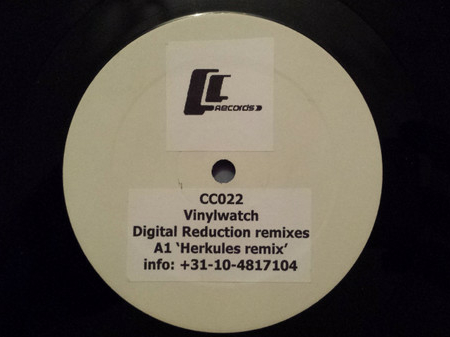 CC
RECORDS
CC022
Vinylwatch
Digital Reduction remixes
A1 ‘Herkules remix’
info: +31-10-4817104